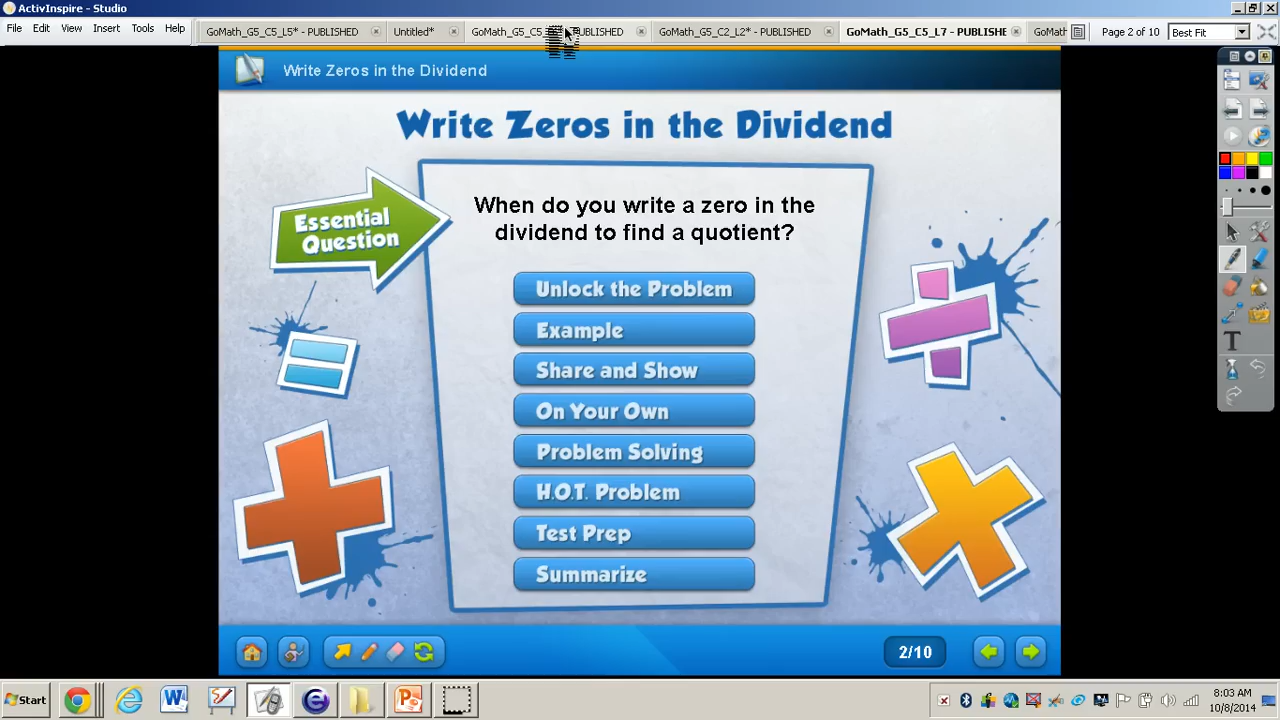 ActivInspire - Studio
File Edit View Insert Tools Help
GoMath_G5_C5_L5* - PUBLISHED
Untitled*
GoMath_G5_C5 PUBLISHED
GoMath_G5_C2_L2* - PUBLISHED
GoMath_G5_C5_L7 - PUBLISHE
GoMath
Page 2 of 10
Best Fit
Write Zeros in the Dividend
Write Zeros in the Dividend
Essential
Question
When do you write a zero in the
dividend to find a quotient?
Unlock the Problem
Example
Share and Show
On Your Own
Problem Solving
H.O.T. Problem
Test Prep
Summarize
T
2/10
Start
8:03 AM
10/8/2014